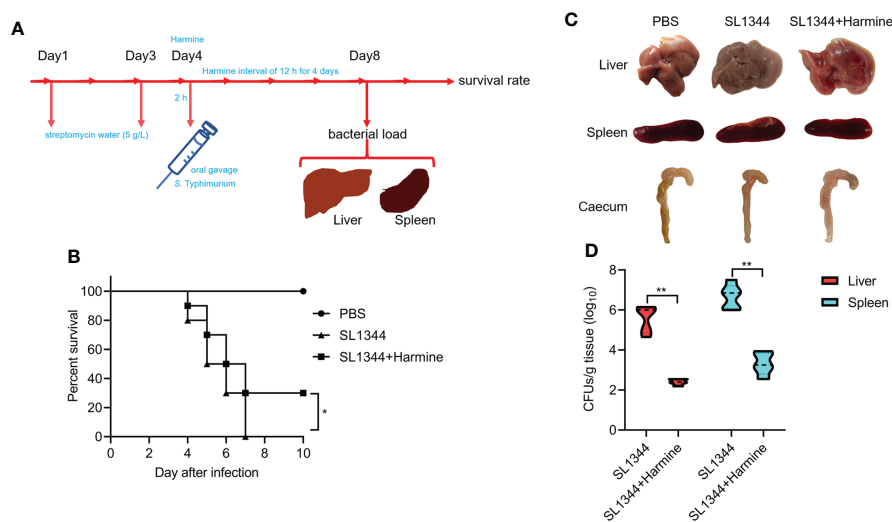 A
Harmine
Day1
Day3
Day4
Day8
Harmine interval of 12 h for 4 days
survival rate
2 h
streptomycin water (5 g/L)
oral gavage
S. Typhimurium
bacterial load
Liver
Spleen
B
Percent survival
100
80
60
40
20
0
0
2
4
6
8
10
Day after infection
PBS
SL1344
SL1344+Harmine
*
C
PBS
SL1344
SL1344+Harmine
Liver
Spleen
Caecum
D
CFUs/g tissue (log10)
8
6
4
2
0
**
**
Liver
Spleen
SL1344
SL1344+Harmine
SL1344
SL1344+Harmine